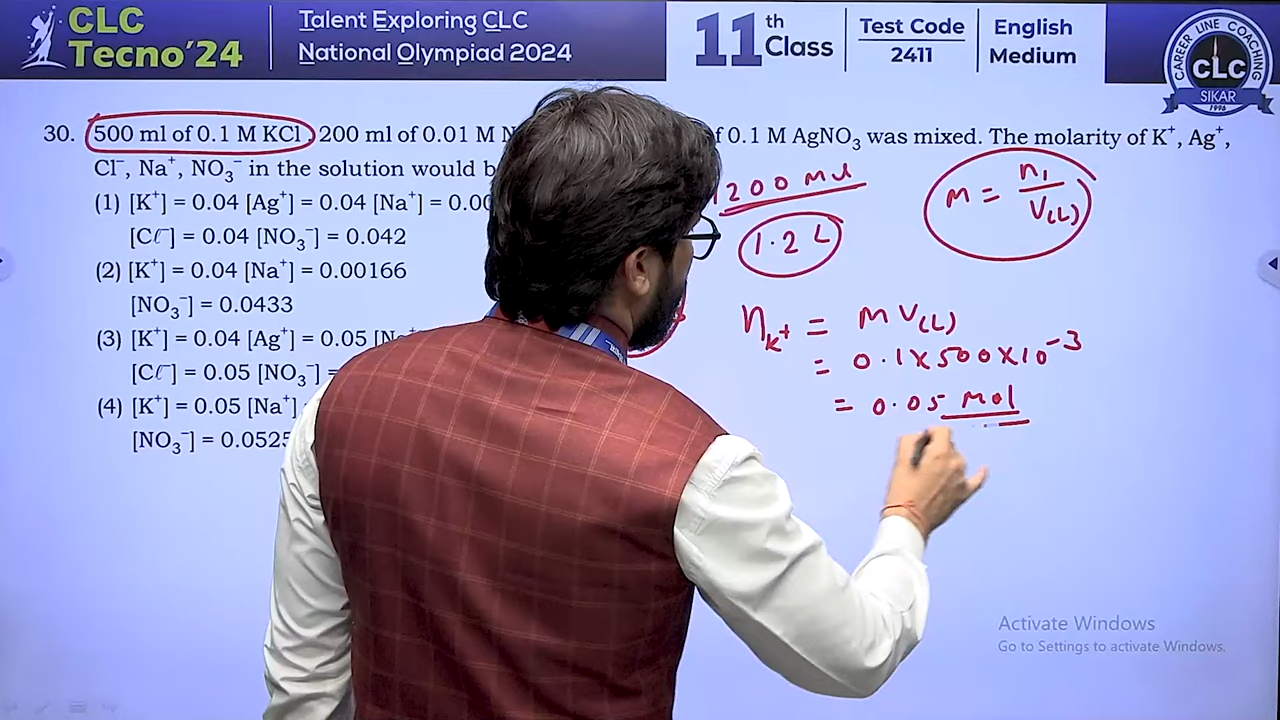 CLC
Tecno'24
Talent Exploring CLC
National Olympiad 2024
11th Class
Test Code
2411
English
Medium
CAREER LINE COACHING
CLC
SIKAR
1996
30. 500 ml of 0.1 M KCl 200 ml of 0.01 M of 0.1 M AgNO₃ was mixed. The molarity of K⁺, Ag⁺,
Cl⁻, Na⁺, NO₃⁻ in the solution would
(1) [K⁺] = 0.04 [Ag⁺] = 0.04 [Na⁺] =
[Cℓ⁻] = 0.04 [NO₃⁻] = 0.042
(2) [K⁺] = 0.04 [Na⁺] = 0.00166
[NO₃⁻] = 0.0433
(3) [K⁺] = 0.04 [Ag⁺] = 0.05
[Cℓ⁻] = 0.05 [NO₃⁻] =
(4) [K⁺] = 0.05 [Na⁺]
[NO₃⁻] = 0.0525
1200 ml
1.2 L
M = n₁/V(L)
nK⁺ = M V(L)
= 0.1×500×10⁻³
= 0.05 mol
Activate Windows
Go to Settings to activate Windows.